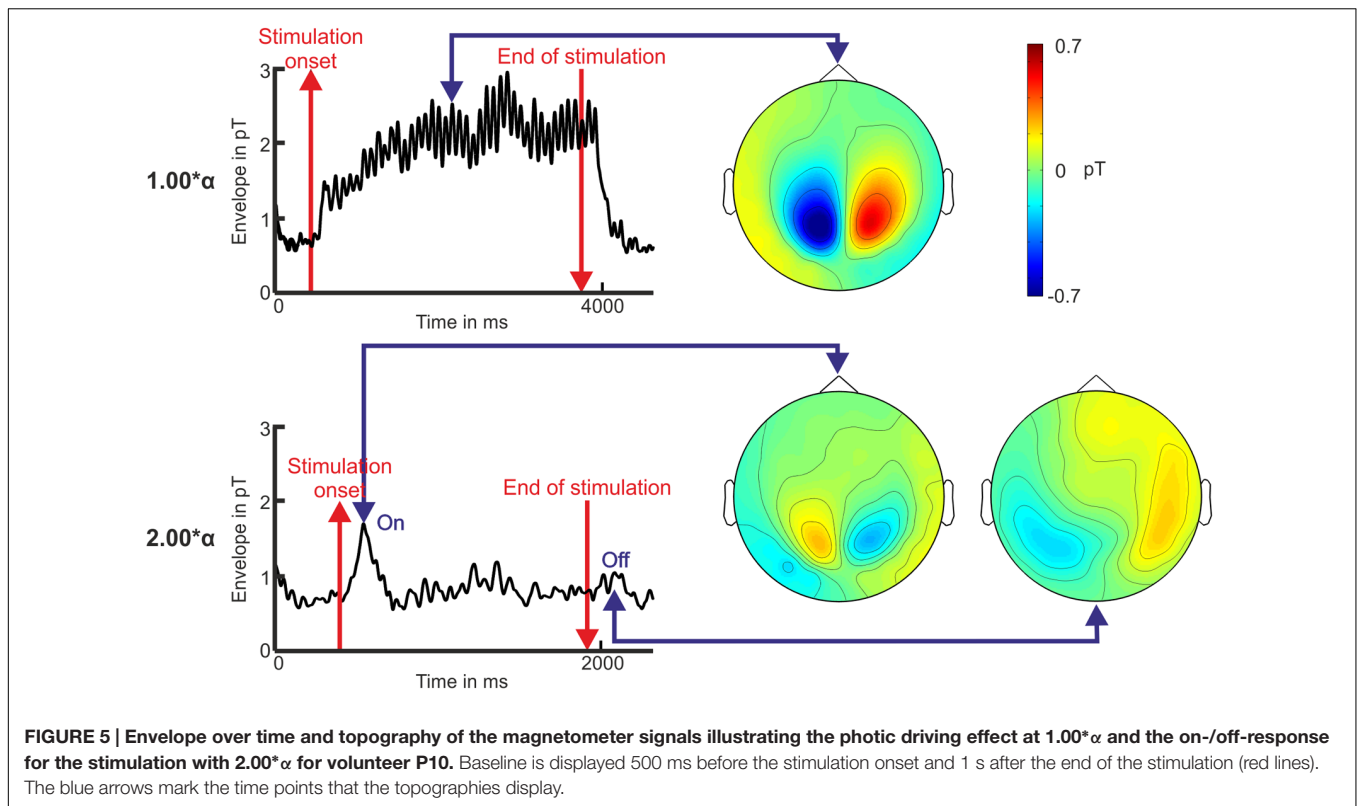 Stimulation
onset
End of stimulation
3
2
1
0
Envelope in pT
1.00*α
0
4000
Time in ms
0.7
0
pT
-0.7
3
2
1
0
Envelope in pT
2.00*α
Stimulation
onset
On
End of stimulation
Off
0
2000
Time in ms
FIGURE 5 | Envelope over time and topography of the magnetometer signals illustrating the photic driving effect at 1.00*α and the on-/off-response
for the stimulation with 2.00*α for volunteer P10. Baseline is displayed 500 ms before the stimulation onset and 1 s after the end of the stimulation (red lines).
The blue arrows mark the time points that the topographies display.